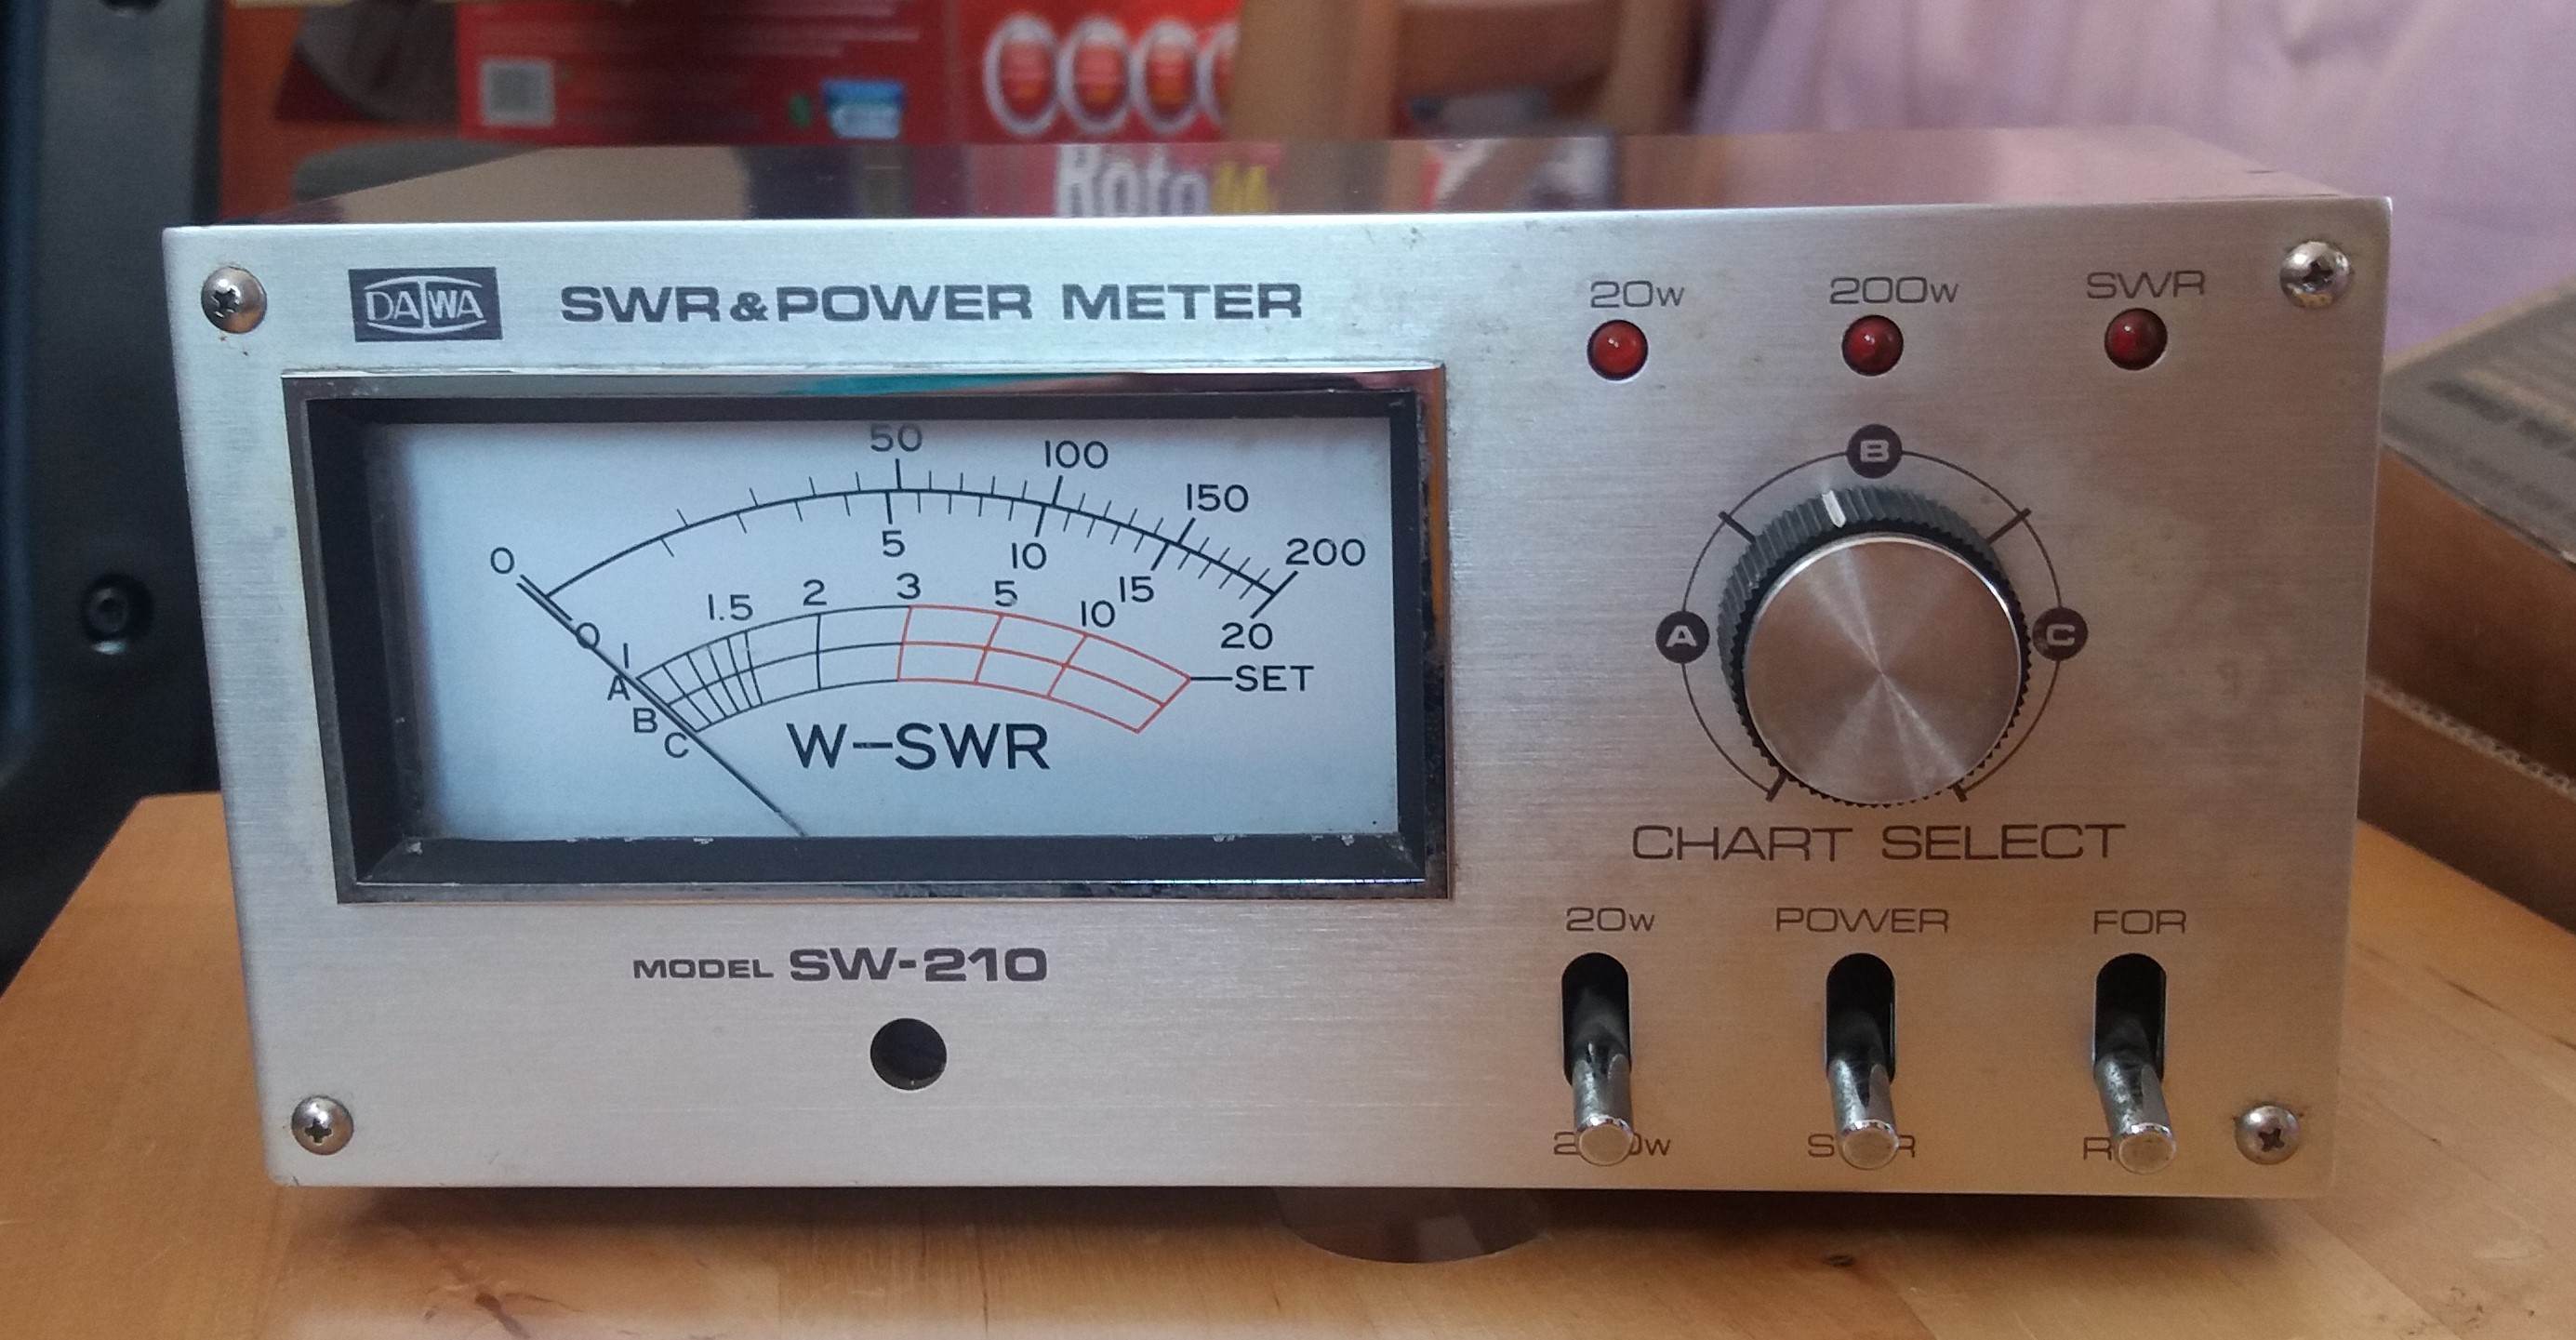 DAIWA
SWR & POWER METER
20W 200W SWR
50 100 150 200
0
5 10 15 20
0
1 1.5 2 3 5 10
SET
A
B
C
W-SWR
B
A
C
CHART SELECT
MODEL SW-210
20W POWER FOR